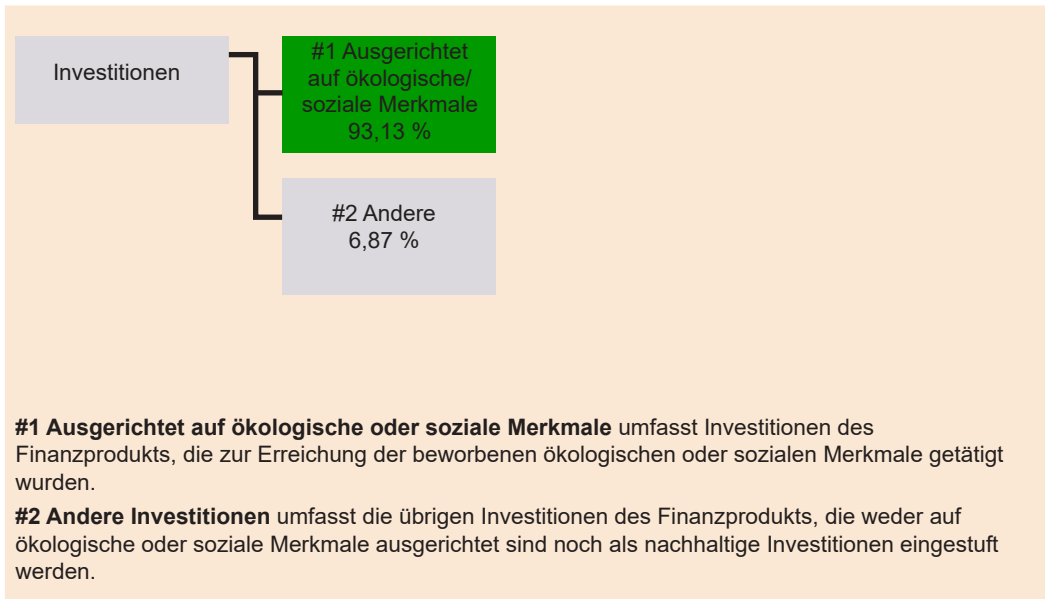 Investitionen
#1 Ausgerichtet
auf ökologische/
soziale Merkmale
93,13 %
#2 Andere
6,87 %
#1 Ausgerichtet auf ökologische oder soziale Merkmale umfasst Investitionen des
Finanzprodukts, die zur Erreichung der beworbenen ökologischen oder sozialen Merkmale getätigt
wurden.
#2 Andere Investitionen umfasst die übrigen Investitionen des Finanzprodukts, die weder auf
ökologische oder soziale Merkmale ausgerichtet sind noch als nachhaltige Investitionen eingestuft
werden.